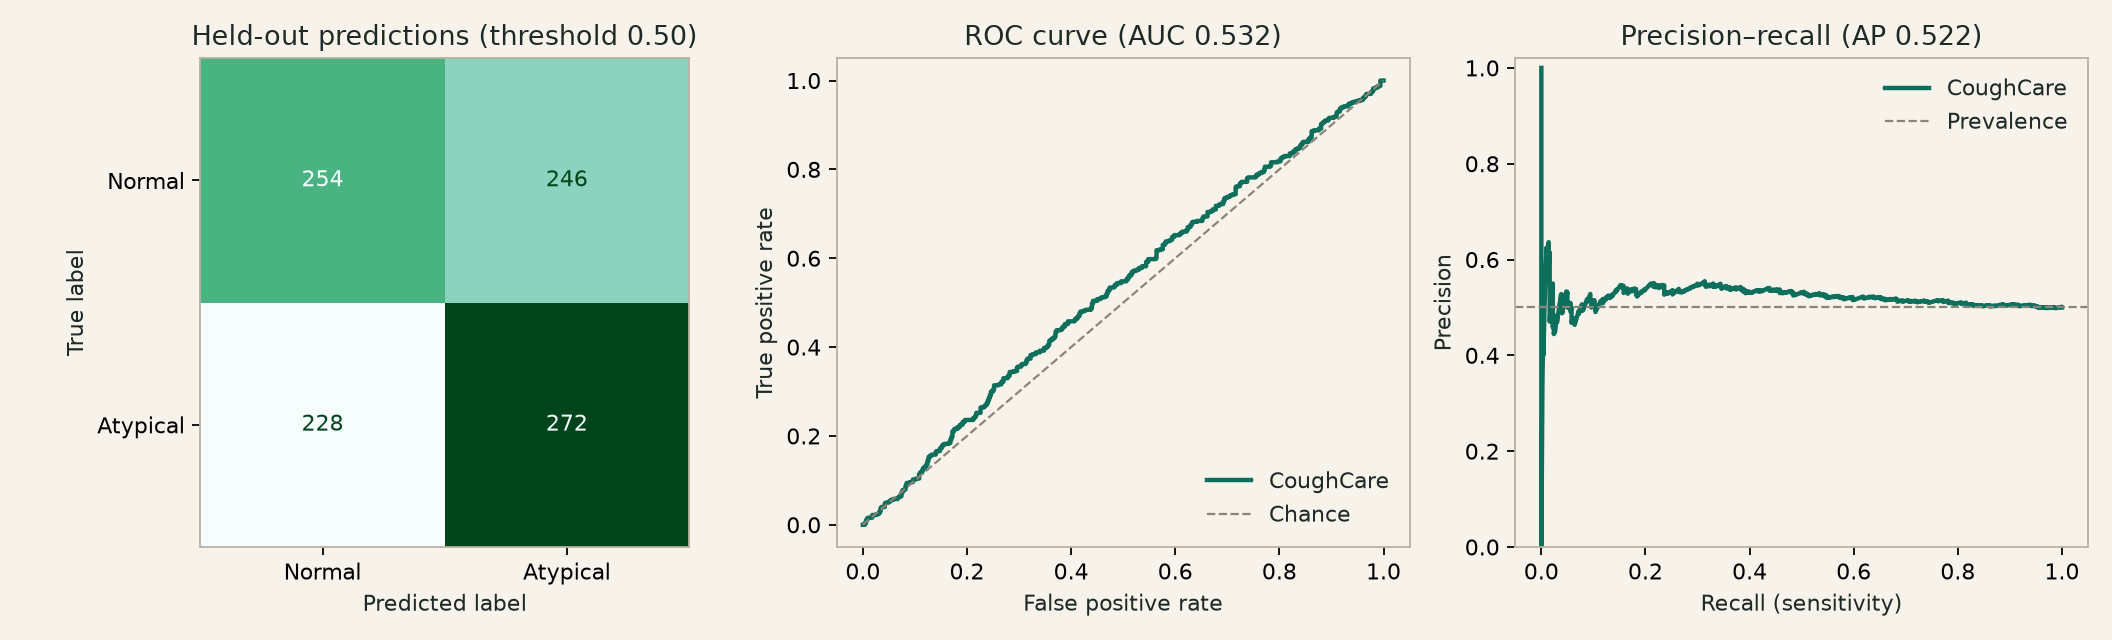 Held-out predictions (threshold 0.50)
True label
Normal
Atypical
254
246
228
272
Normal
Atypical
Predicted label
ROC curve (AUC 0.532)
True positive rate
1.0
0.8
0.6
0.4
0.2
0.0
CoughCare
Chance
0.0
0.2
0.4
0.6
0.8
1.0
False positive rate
Precision–recall (AP 0.522)
Precision
1.0
0.8
0.6
0.4
0.2
0.0
CoughCare
Prevalence
0.0
0.2
0.4
0.6
0.8
1.0
Recall (sensitivity)